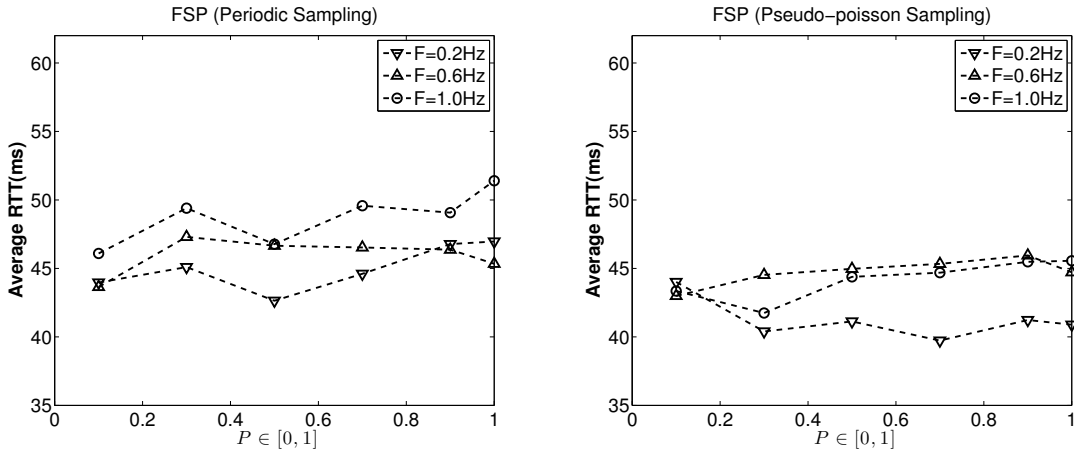 FSP (Periodic Sampling)
Average RTT(ms)
60
55
50
45
40
35
0
0.2
0.4
0.6
0.8
1
P ∈ [0, 1]
F=0.2Hz
F=0.6Hz
F=1.0Hz
FSP (Pseudo−poisson Sampling)
Average RTT(ms)
60
55
50
45
40
35
0
0.2
0.4
0.6
0.8
1
P ∈ [0, 1]
F=0.2Hz
F=0.6Hz
F=1.0Hz